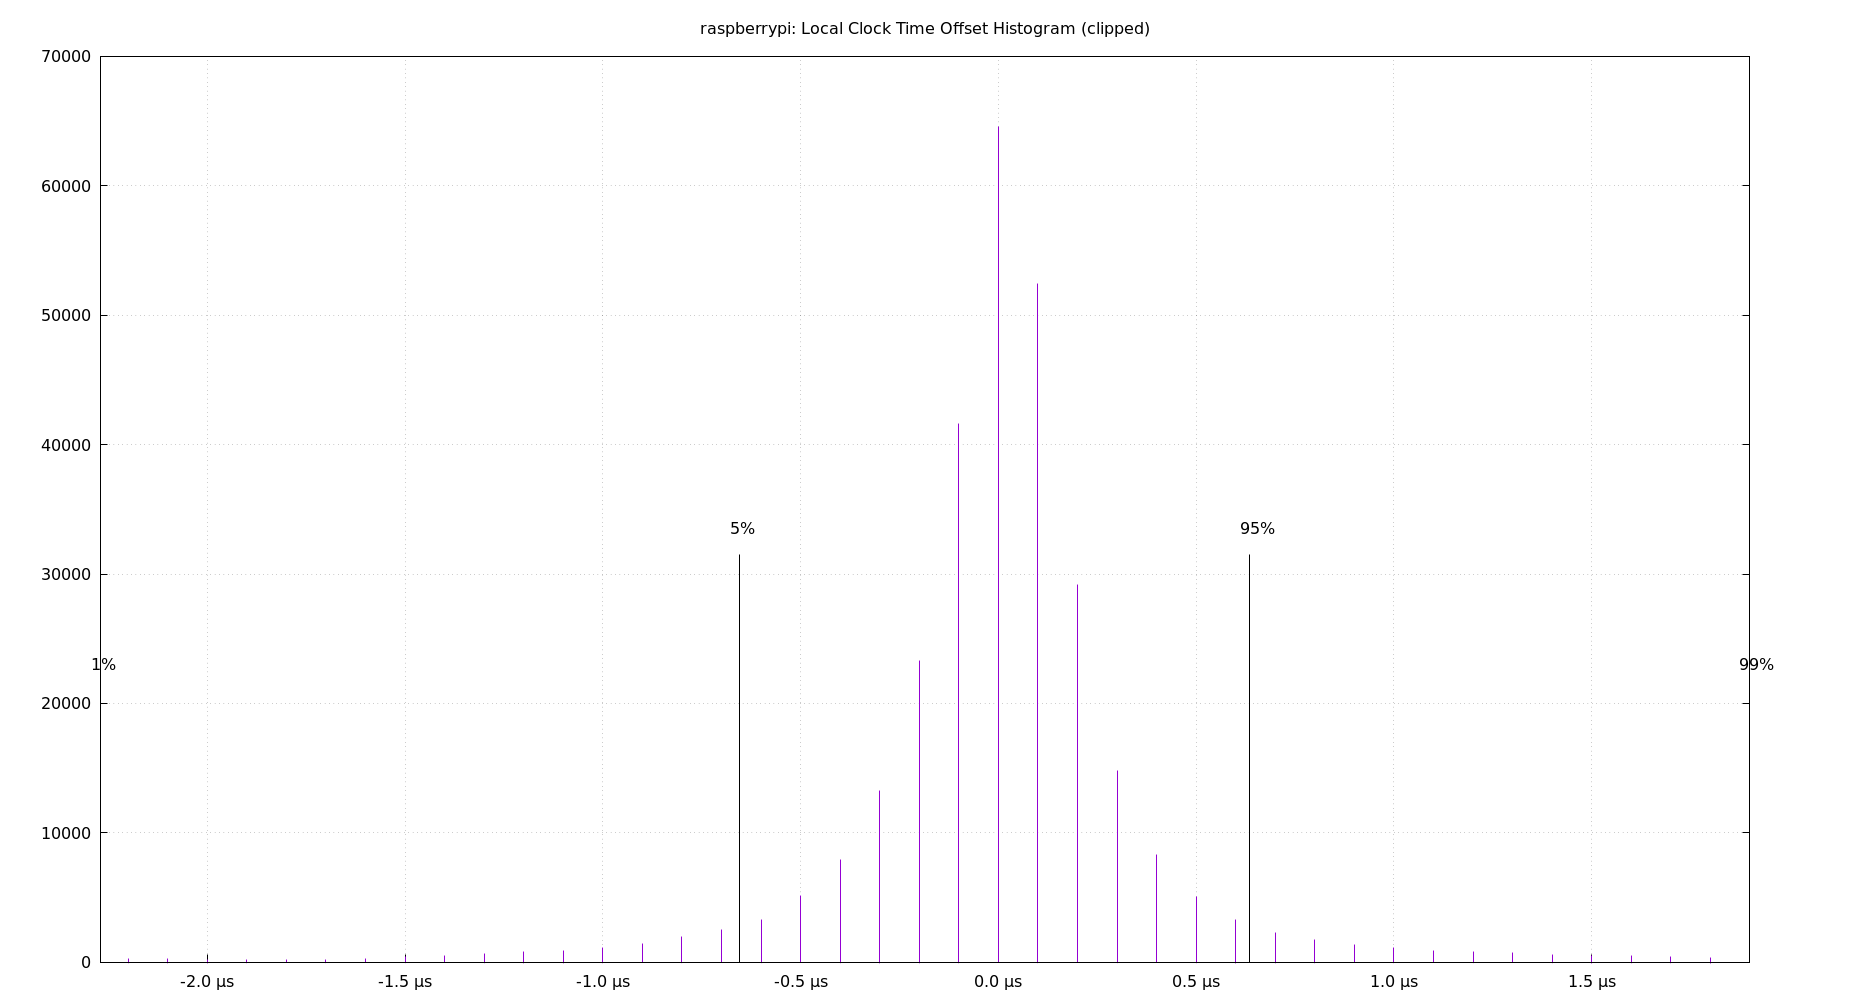 raspberrypi: Local Clock Time Offset Histogram (clipped)
70000
60000
50000
40000
5%
95%
30000
1%
99%
20000
10000
0
-2.0 µs
-1.5 µs
-1.0 µs
-0.5 µs
0.0 µs
0.5 µs
1.0 µs
1.5 µs